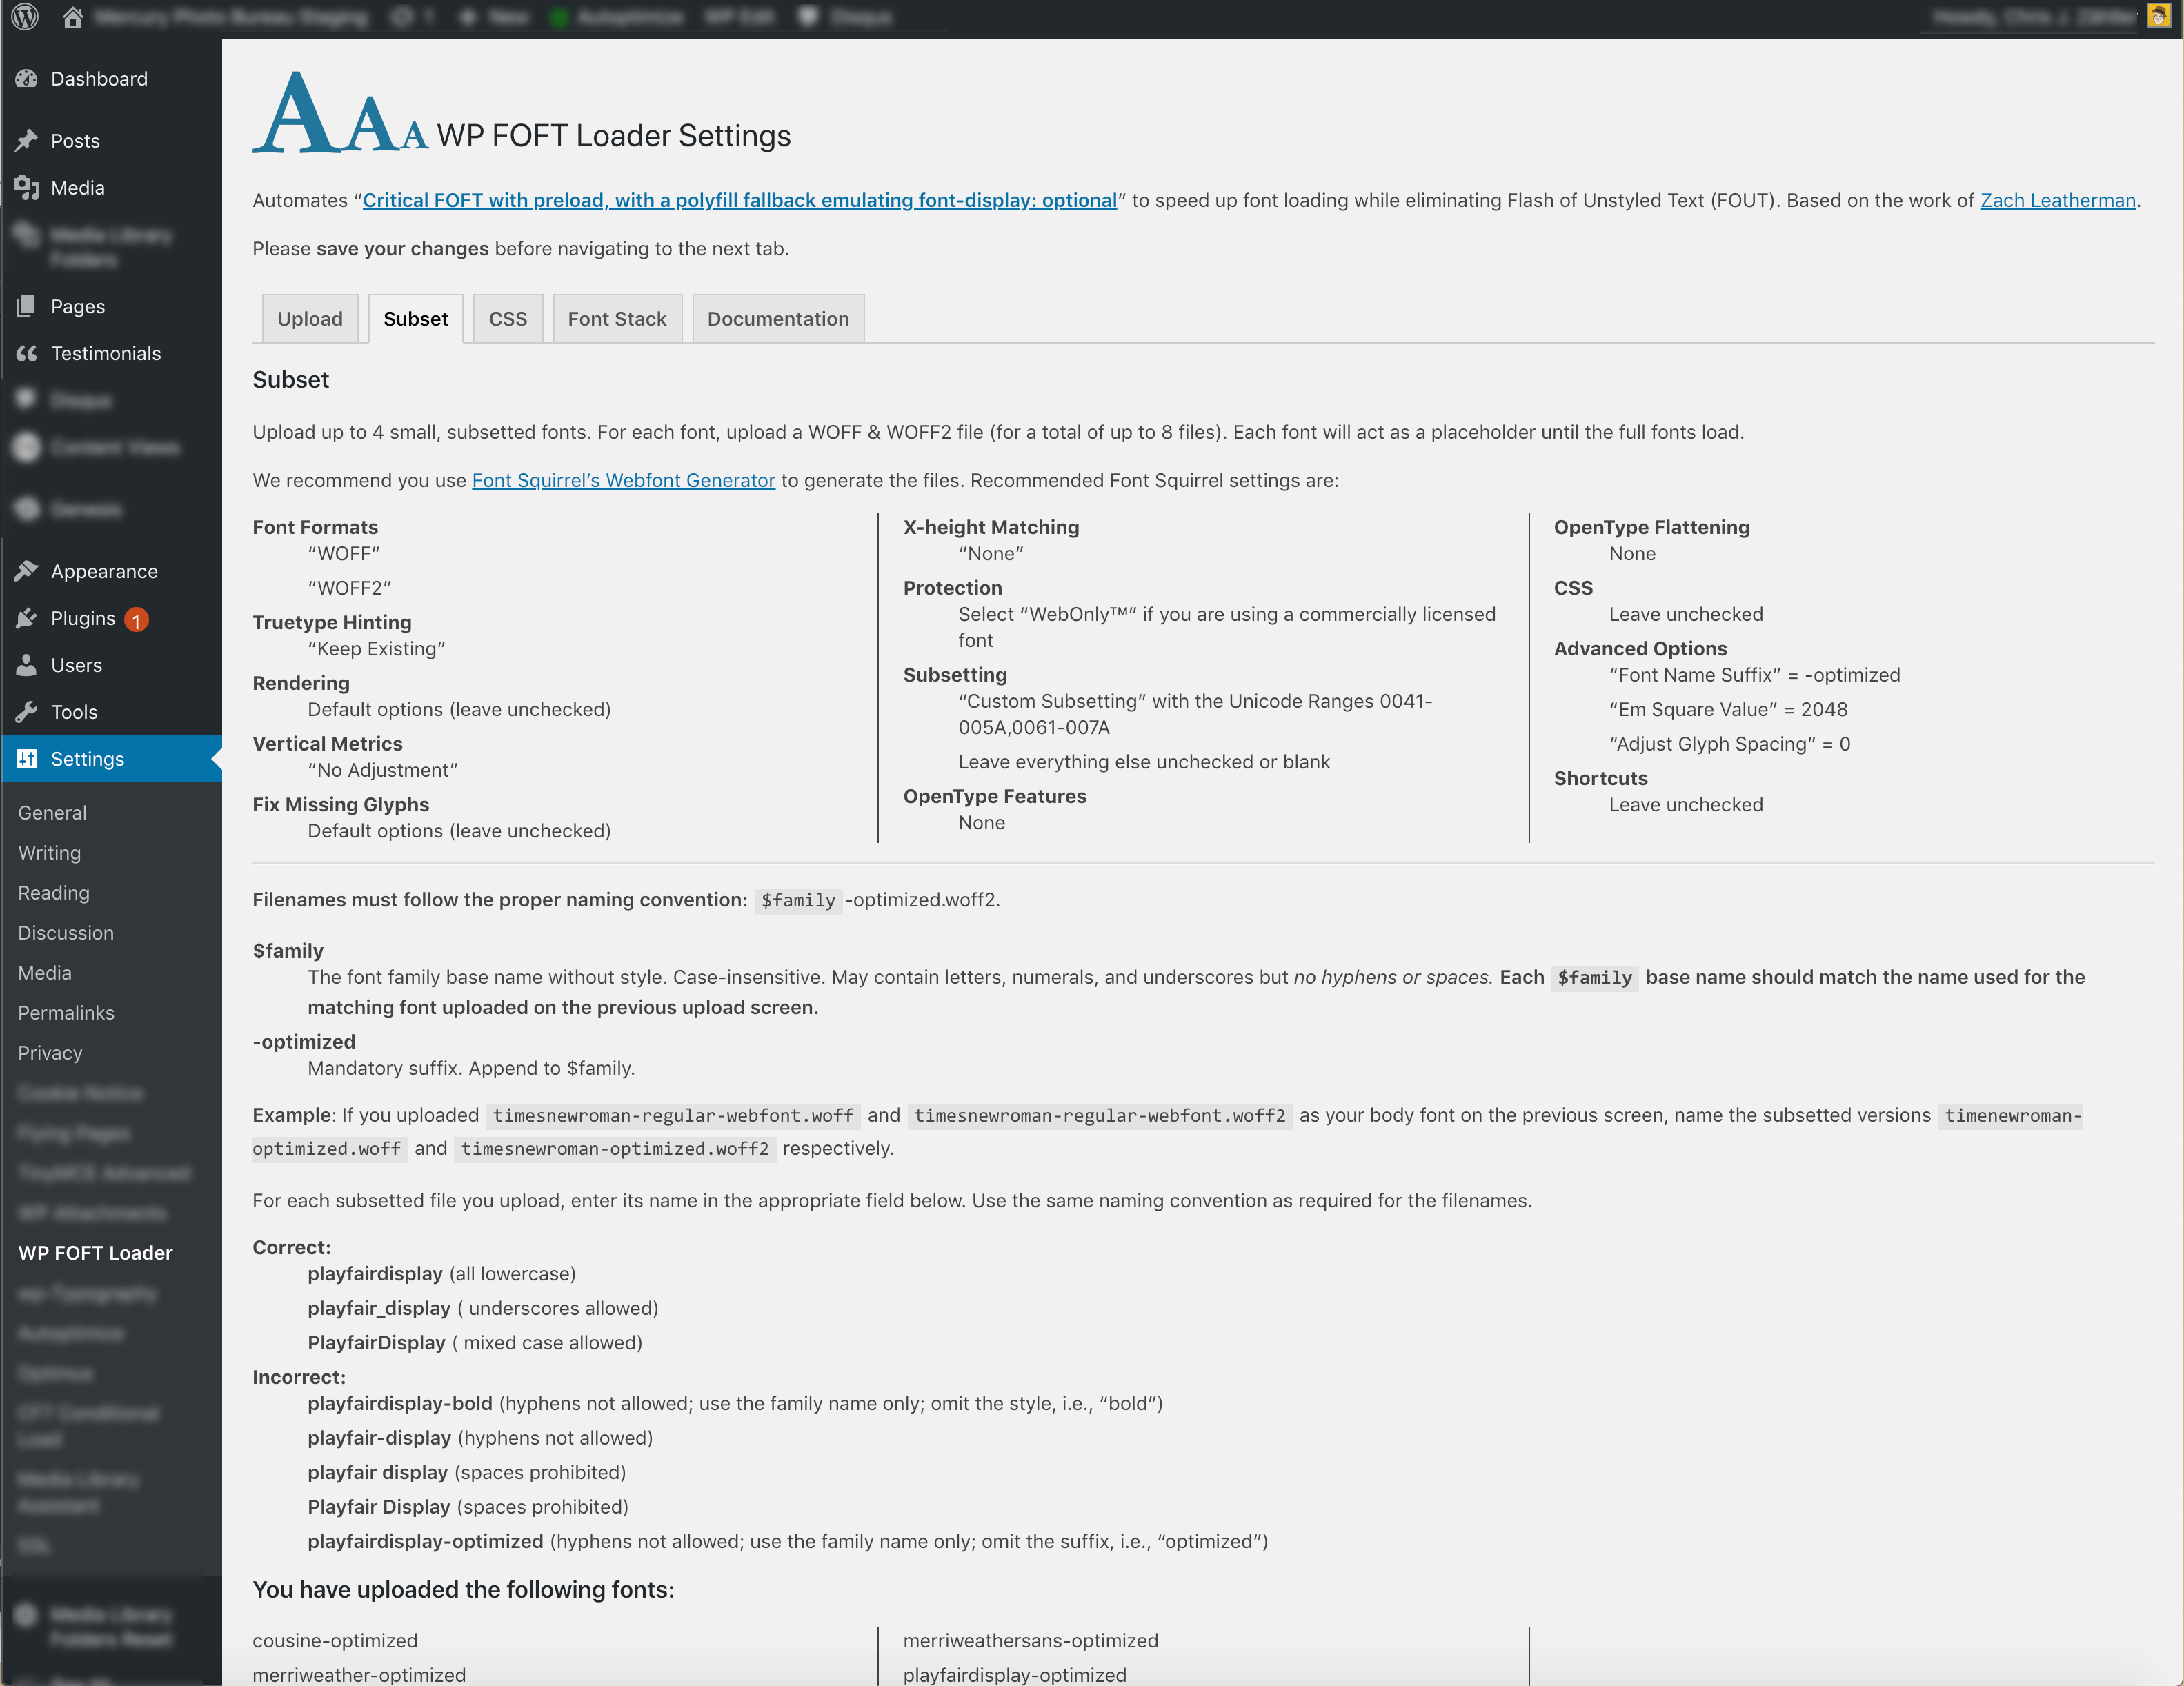 Dashboard
Posts
Media
Pages
Testimonials
Appearance
Plugins 1
Users
Tools
Settings
General
Writing
Reading
Discussion
Media
Permalinks
Privacy
WP FOFT Loader
AAA WP FOFT Loader Settings
Automates “Critical FOFT with preload, with a polyfill fallback emulating font-display: optional” to speed up font loading while eliminating Flash of Unstyled Text (FOUT). Based on the work of Zach Leatherman.
Please save your changes before navigating to the next tab.
Upload Subset CSS Font Stack Documentation
Subset
Upload up to 4 small, subsetted fonts. For each font, upload a WOFF & WOFF2 file (for a total of up to 8 files). Each font will act as a placeholder until the full fonts load.
We recommend you use Font Squirrel’s Webfont Generator to generate the files. Recommended Font Squirrel settings are:
Font Formats
“WOFF”
“WOFF2”
Truetype Hinting
“Keep Existing”
Rendering
Default options (leave unchecked)
Vertical Metrics
“No Adjustment”
Fix Missing Glyphs
Default options (leave unchecked)
X-height Matching
“None”
Protection
Select “WebOnly™” if you are using a commercially licensed
font
Subsetting
“Custom Subsetting” with the Unicode Ranges 0041-
005A,0061-007A
Leave everything else unchecked or blank
OpenType Features
None
OpenType Flattening
None
CSS
Leave unchecked
Advanced Options
“Font Name Suffix” = -optimized
“Em Square Value” = 2048
“Adjust Glyph Spacing” = 0
Shortcuts
Leave unchecked
Filenames must follow the proper naming convention: $family -optimized.woff2.
$family
The font family base name without style. Case-insensitive. May contain letters, numerals, and underscores but no hyphens or spaces. Each $family base name should match the name used for the
matching font uploaded on the previous upload screen.
-optimized
Mandatory suffix. Append to $family.
Example: If you uploaded timesnewroman-regular-webfont.woff and timesnewroman-regular-webfont.woff2 as your body font on the previous screen, name the subsetted versions timenewroman-
optimized.woff and timesnewroman-optimized.woff2 respectively.
For each subsetted file you upload, enter its name in the appropriate field below. Use the same naming convention as required for the filenames.
Correct:
playfairdisplay (all lowercase)
playfair_display ( underscores allowed)
PlayfairDisplay ( mixed case allowed)
Incorrect:
playfairdisplay-bold (hyphens not allowed; use the family name only; omit the style, i.e., “bold”)
playfair-display (hyphens not allowed)
playfair display (spaces prohibited)
Playfair Display (spaces prohibited)
playfairdisplay-optimized (hyphens not allowed; use the family name only; omit the suffix, i.e., “optimized”)
You have uploaded the following fonts:
cousine-optimized
merriweather-optimized
merriweathersans-optimized
playfairdisplay-optimized